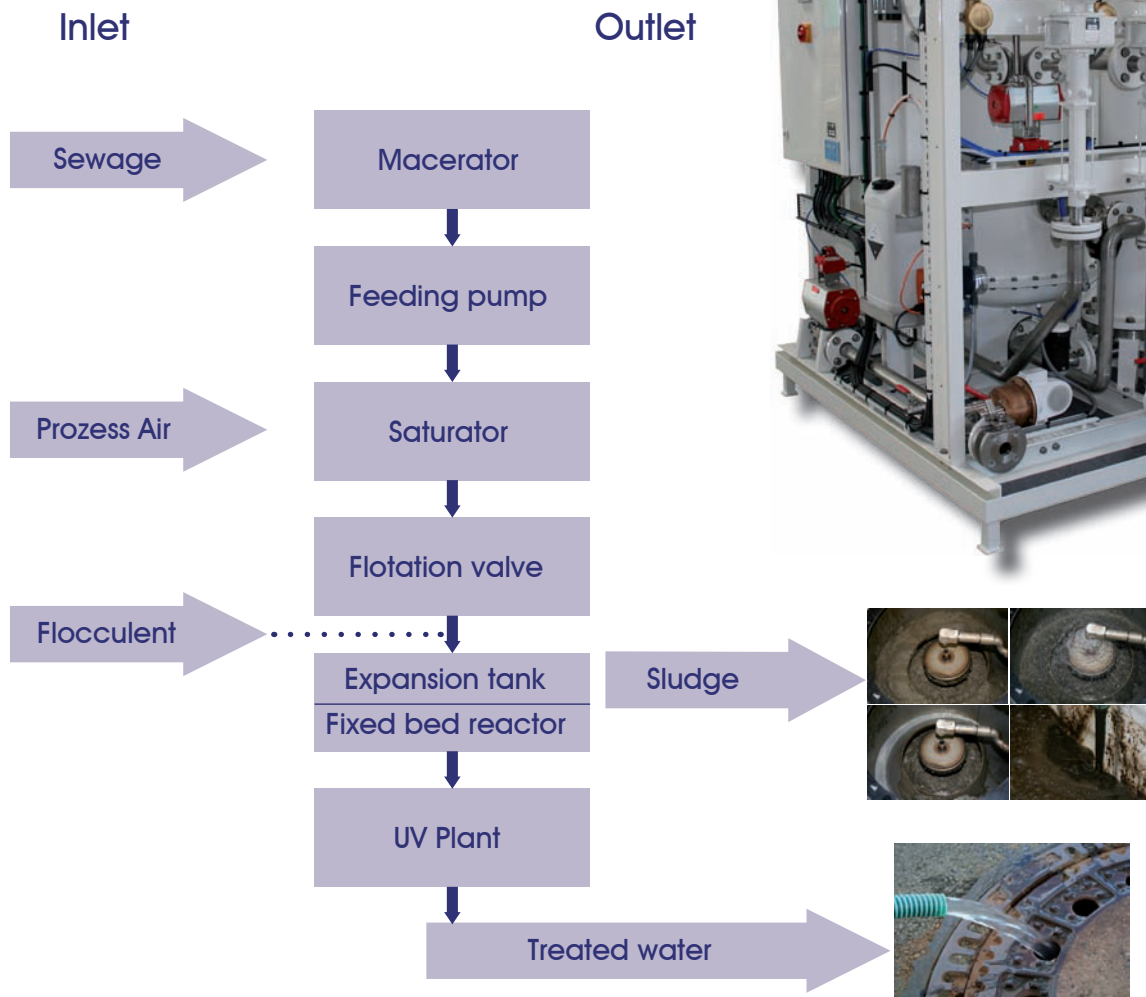 Inlet
Outlet
Sewage
Macerator
Feeding pump
Prozess Air
Saturator
Flotation valve
Flocculent
Expansion tank
Sludge
Fixed bed reactor
UV Plant
Treated water